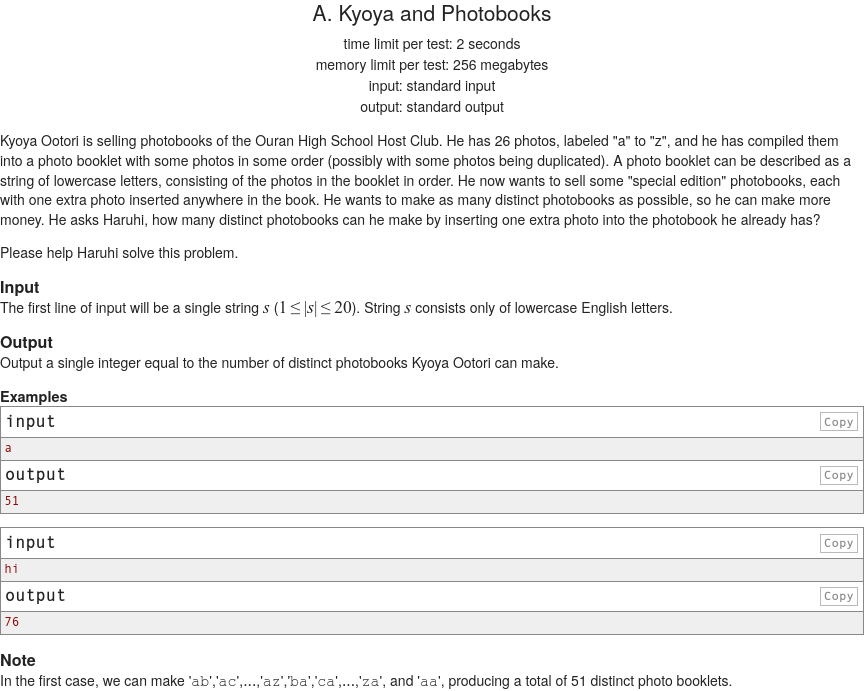 A. Kyoya and Photobooks
time limit per test: 2 seconds
memory limit per test: 256 megabytes
input: standard input
output: standard output
Kyoya Ootori is selling photobooks of the Ouran High School Host Club. He has 26 photos, labeled "a" to "z", and he has compiled them
into a photo booklet with some photos in some order (possibly with some photos being duplicated). A photo booklet can be described as a
string of lowercase letters, consisting of the photos in the booklet in order. He now wants to sell some "special edition" photobooks, each
with one extra photo inserted anywhere in the book. He wants to make as many distinct photobooks as possible, so he can make more
money. He asks Haruhi, how many distinct photobooks can he make by inserting one extra photo into the photobook he already has?
Please help Haruhi solve this problem.
Input
The first line of input will be a single string s (1 ≤ |s| ≤ 20). String s consists only of lowercase English letters.
Output
Output a single integer equal to the number of distinct photobooks Kyoya Ootori can make.
Examples
input Copy
a
output Copy
51
input Copy
hi
output Copy
76
Note
In the first case, we can make 'ab','ac',...,'az','ba','ca',...,'za', and 'aa', producing a total of 51 distinct photo booklets.